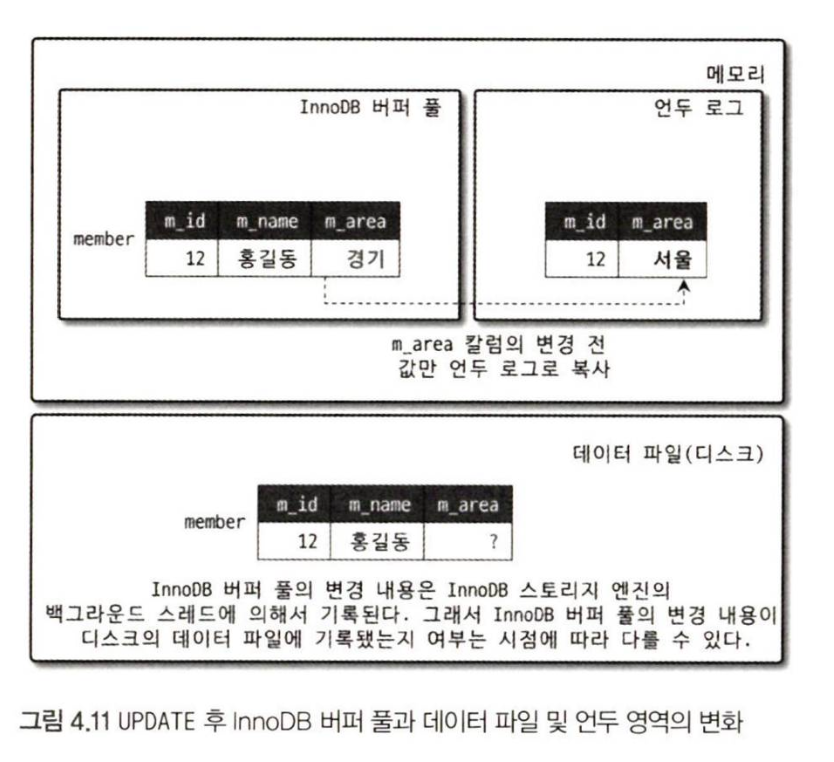 메모리
InnoDB 버퍼 풀
언두 로그
m_id m_name m_area
member 12 홍길동 경기
m_id m_area
12 서울
m_area 칼럼의 변경 전
값만 언두 로그로 복사
데이터 파일(디스크)
m_id m_name m_area
member 12 홍길동 ?
InnoDB 버퍼 풀의 변경 내용은 InnoDB 스토리지 엔진의
백그라운드 스레드에 의해서 기록된다. 그래서 InnoDB 버퍼 풀의 변경 내용이
디스크의 데이터 파일에 기록됐는지 여부는 시점에 따라 다를 수 있다.
그림 4.11 UPDATE 후 InnoDB 버퍼 풀과 데이터 파일 및 언두 영역의 변화